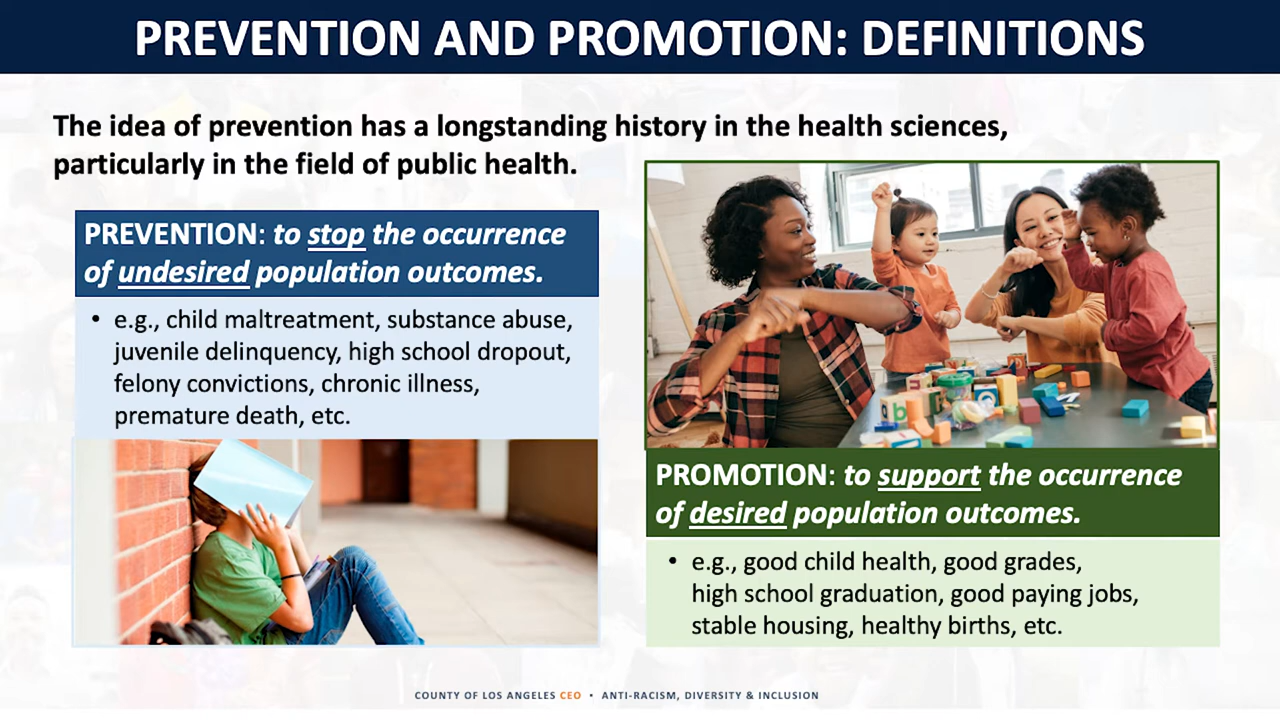 PREVENTION AND PROMOTION: DEFINITIONS
The idea of prevention has a longstanding history in the health sciences,
particularly in the field of public health.
PREVENTION: to stop the occurrence
of undesired population outcomes.
• e.g., child maltreatment, substance abuse,
juvenile delinquency, high school dropout,
felony convictions, chronic illness,
premature death, etc.
PROMOTION: to support the occurrence
of desired population outcomes.
• e.g., good child health, good grades,
high school graduation, good paying jobs,
stable housing, healthy births, etc.
COUNTY OF LOS ANGELES CEO • ANTI-RACISM, DIVERSITY & INCLUSION